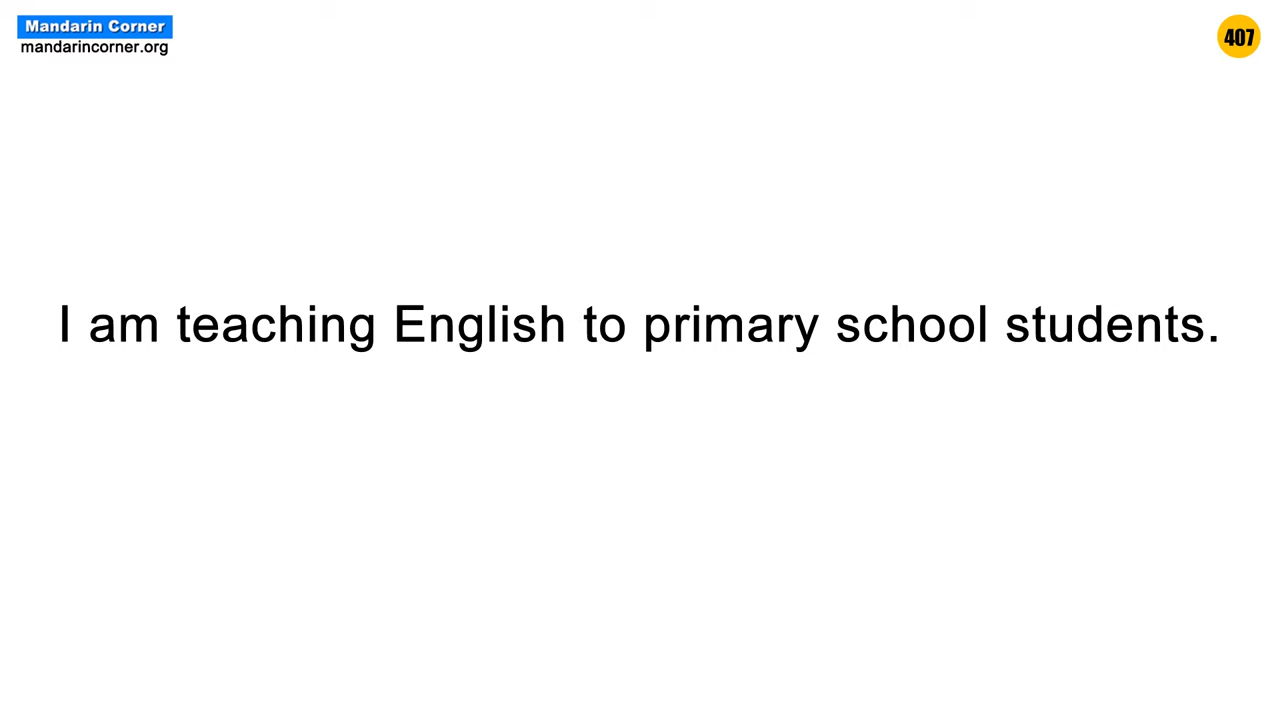 Mandarin Corner
mandarincorner.org
407
I am teaching English to primary school students.